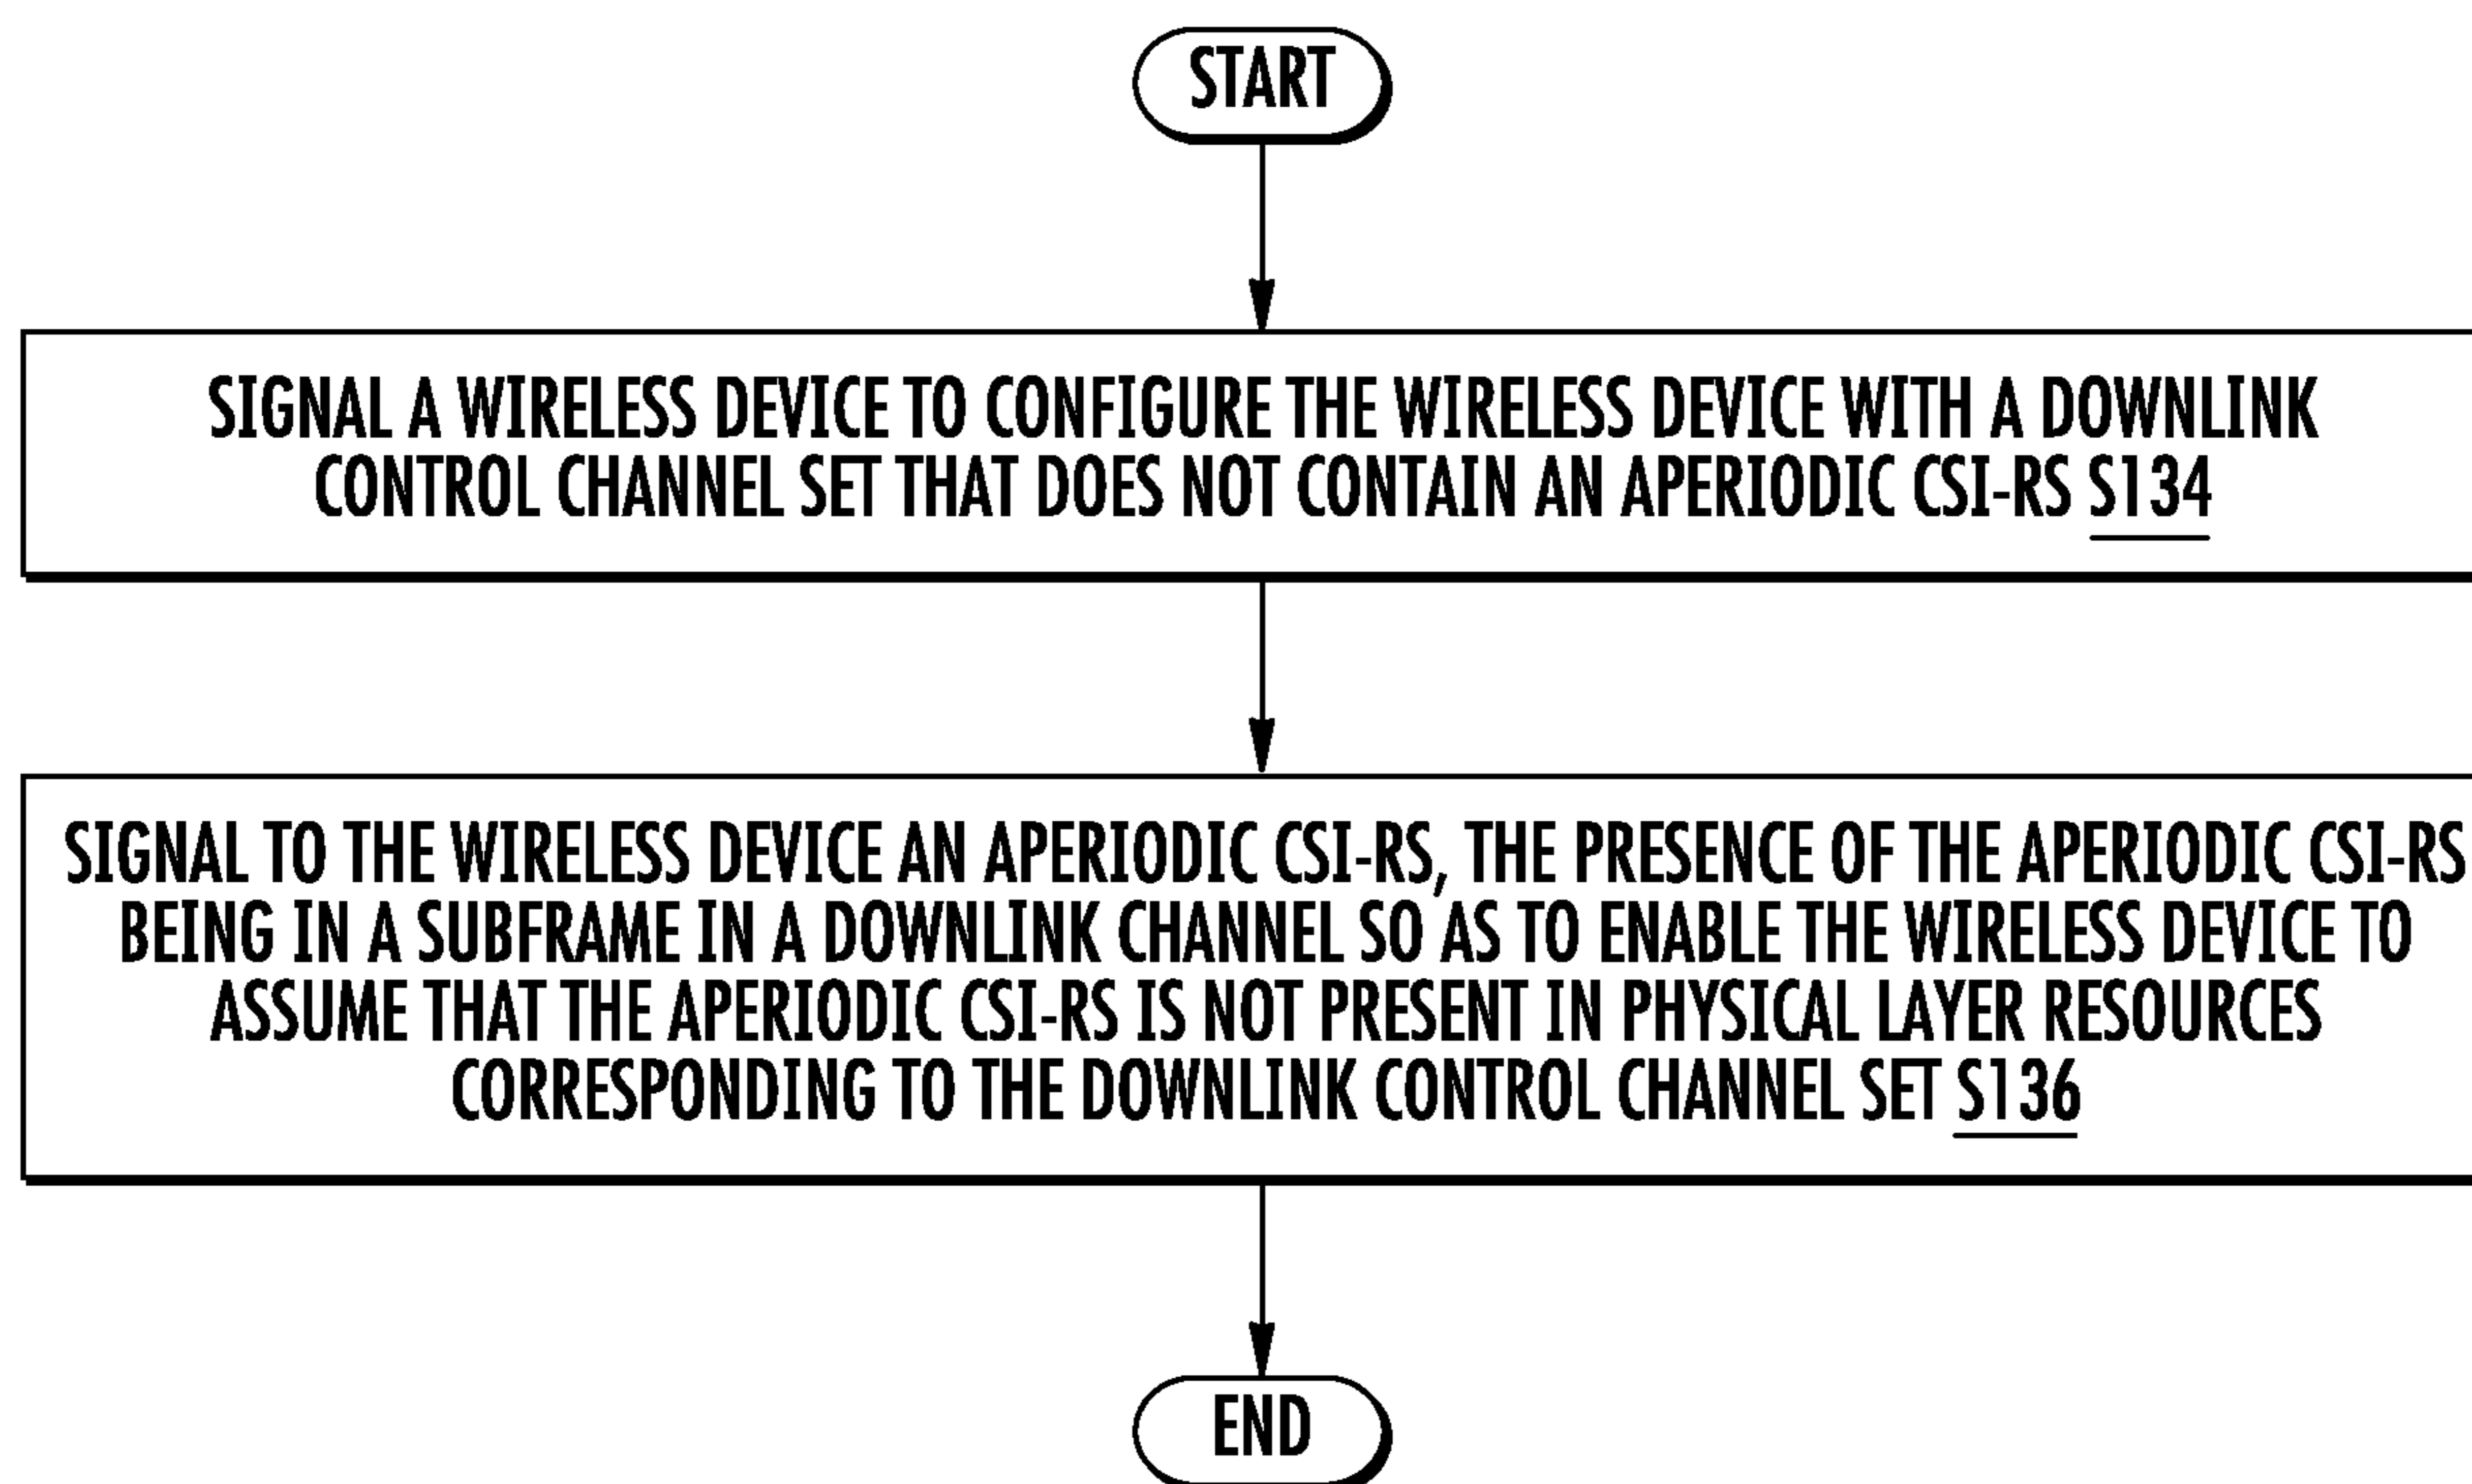 START
SIGNAL A WIRELESS DEVICE TO CONFIGURE THE WIRELESS DEVICE WITH A DOWNLINK
CONTROL CHANNEL SET THAT DOES NOT CONTAIN AN APERIODIC CSI-RS S134
SIGNAL TO THE WIRELESS DEVICE AN APERIODIC CSI-RS, THE PRESENCE OF THE APERIODIC CSI-RS
BEING IN A SUBFRAME IN A DOWNLINK CHANNEL SO AS TO ENABLE THE WIRELESS DEVICE TO
ASSUME THAT THE APERIODIC CSI-RS IS NOT PRESENT IN PHYSICAL LAYER RESOURCES
CORRESPONDING TO THE DOWNLINK CONTROL CHANNEL SET S136
END